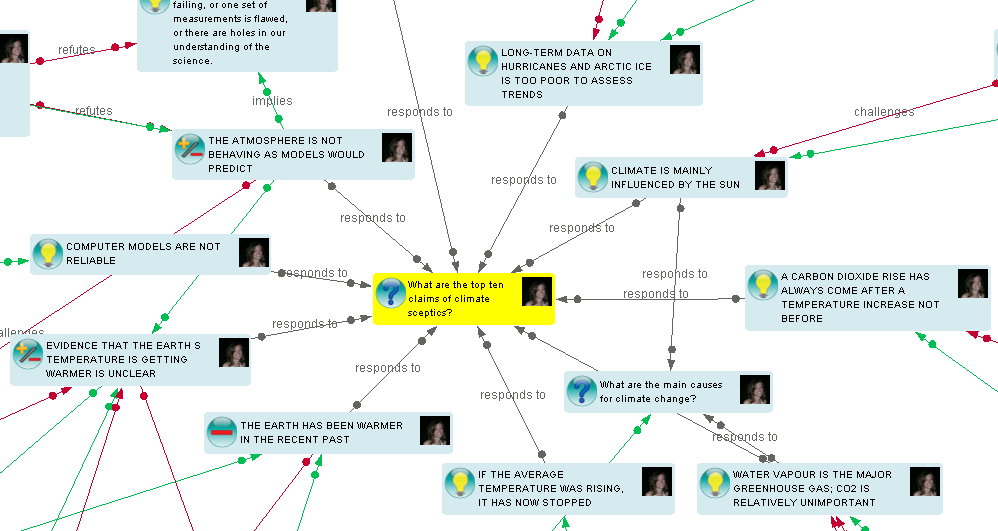 failing, or one set of
measurements is flawed,
or there are holes in our
understanding of the
science.
refutes
implies
refutes
responds to
LONG-TERM DATA ON
HURRICANES AND ARCTIC ICE
IS TOO POOR TO ASSESS
TRENDS
challenges
THE ATMOSPHERE IS NOT
BEHAVING AS MODELS WOULD
PREDICT
responds to
CLIMATE IS MAINLY
INFLUENCED BY THE SUN
responds to
responds to
COMPUTER MODELS ARE NOT
RELIABLE
responds to
What are the top ten
claims of climate
sceptics?
responds to
responds to
A CARBON DIOXIDE RISE HAS
ALWAYS COME AFTER A
TEMPERATURE INCREASE NOT
BEFORE
challenges
responds to
EVIDENCE THAT THE EARTH S
TEMPERATURE IS GETTING
WARMER IS UNCLEAR
responds to
What are the main causes
for climate change?
responds to
THE EARTH HAS BEEN WARMER
IN THE RECENT PAST
responds to
IF THE AVERAGE
TEMPERATURE WAS RISING,
IT HAS NOW STOPPED
WATER VAPOUR IS THE MAJOR
GREENHOUSE GAS; CO2 IS
RELATIVELY UNIMPORTANT